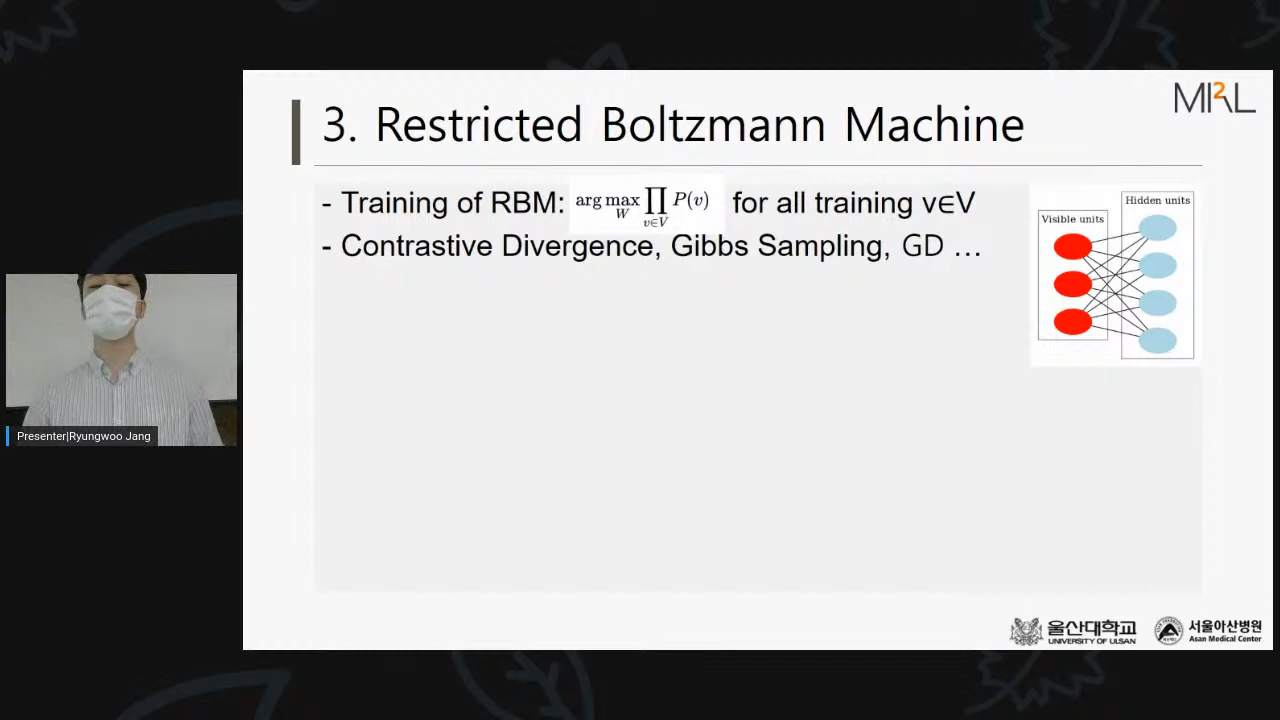 MI2RL
3. Restricted Boltzmann Machine
- Training of RBM: arg max_W ∏_{v∈V} P(v) for all training v∈V
- Contrastive Divergence, Gibbs Sampling, GD ...
Hidden units
Visible units
Presenter|Ryungwoo Jang
울산대학교
UNIVERSITY OF ULSAN
서울아산병원
Asan Medical Center